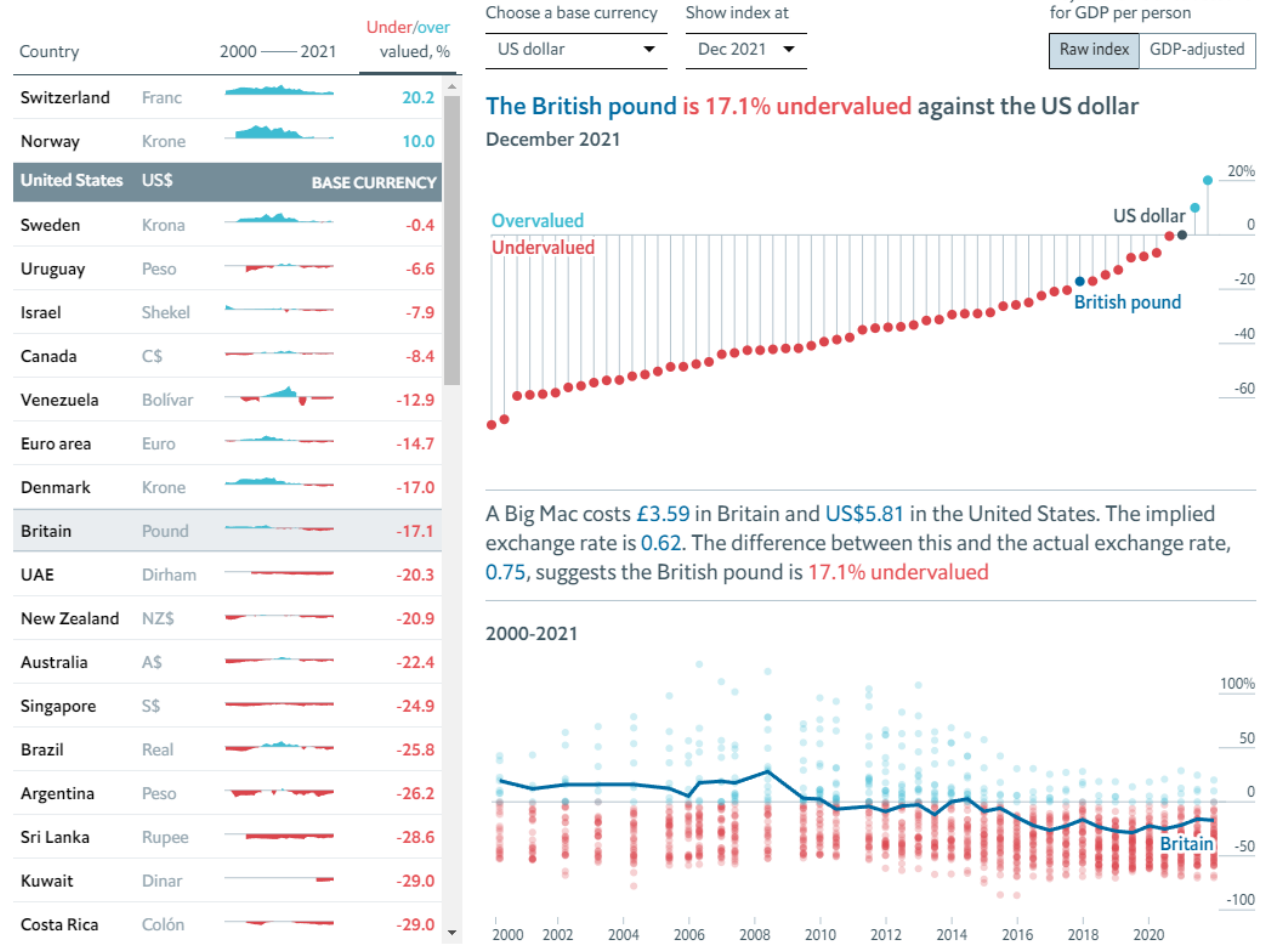 Under/over
Country 2000 2021 valued, %
Switzerland Franc 20.2
Norway Krone 10.0
United States US$ BASE CURRENCY
Sweden Krona -0.4
Uruguay Peso -6.6
Israel Shekel -7.9
Canada C$ -8.4
Venezuela Bolívar -12.9
Euro area Euro -14.7
Denmark Krone -17.0
Britain Pound -17.1
UAE Dirham -20.3
New Zealand NZ$ -20.9
Australia A$ -22.4
Singapore S$ -24.9
Brazil Real -25.8
Argentina Peso -26.2
Sri Lanka Rupee -28.6
Kuwait Dinar -29.0
Costa Rica Colón -29.0
Choose a base currency
US dollar
Show index at
Dec 2021
for GDP per person
Raw index GDP-adjusted
The British pound is 17.1% undervalued against the US dollar
December 2021
20%
US dollar
Overvalued
0
Undervalued
-20
British pound
-40
-60
A Big Mac costs £3.59 in Britain and US$5.81 in the United States. The implied
exchange rate is 0.62. The difference between this and the actual exchange rate,
0.75, suggests the British pound is 17.1% undervalued
2000-2021
100%
50
0
Britain
-50
-100
2000 2002 2004 2006 2008 2010 2012 2014 2016 2018 2020